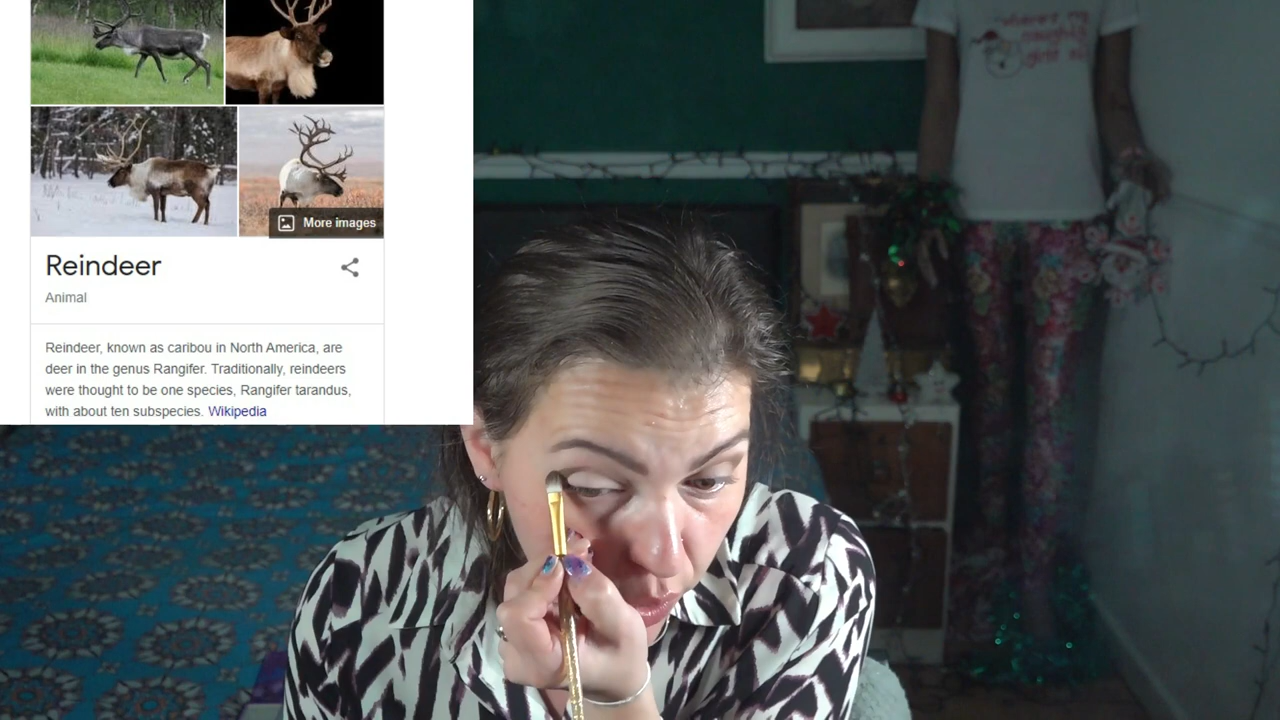 More images
Reindeer
Animal
Reindeer, known as caribou in North America, are
deer in the genus Rangifer. Traditionally, reindeers
were thought to be one species, Rangifer tarandus,
with about ten subspecies. Wikipedia
naughty